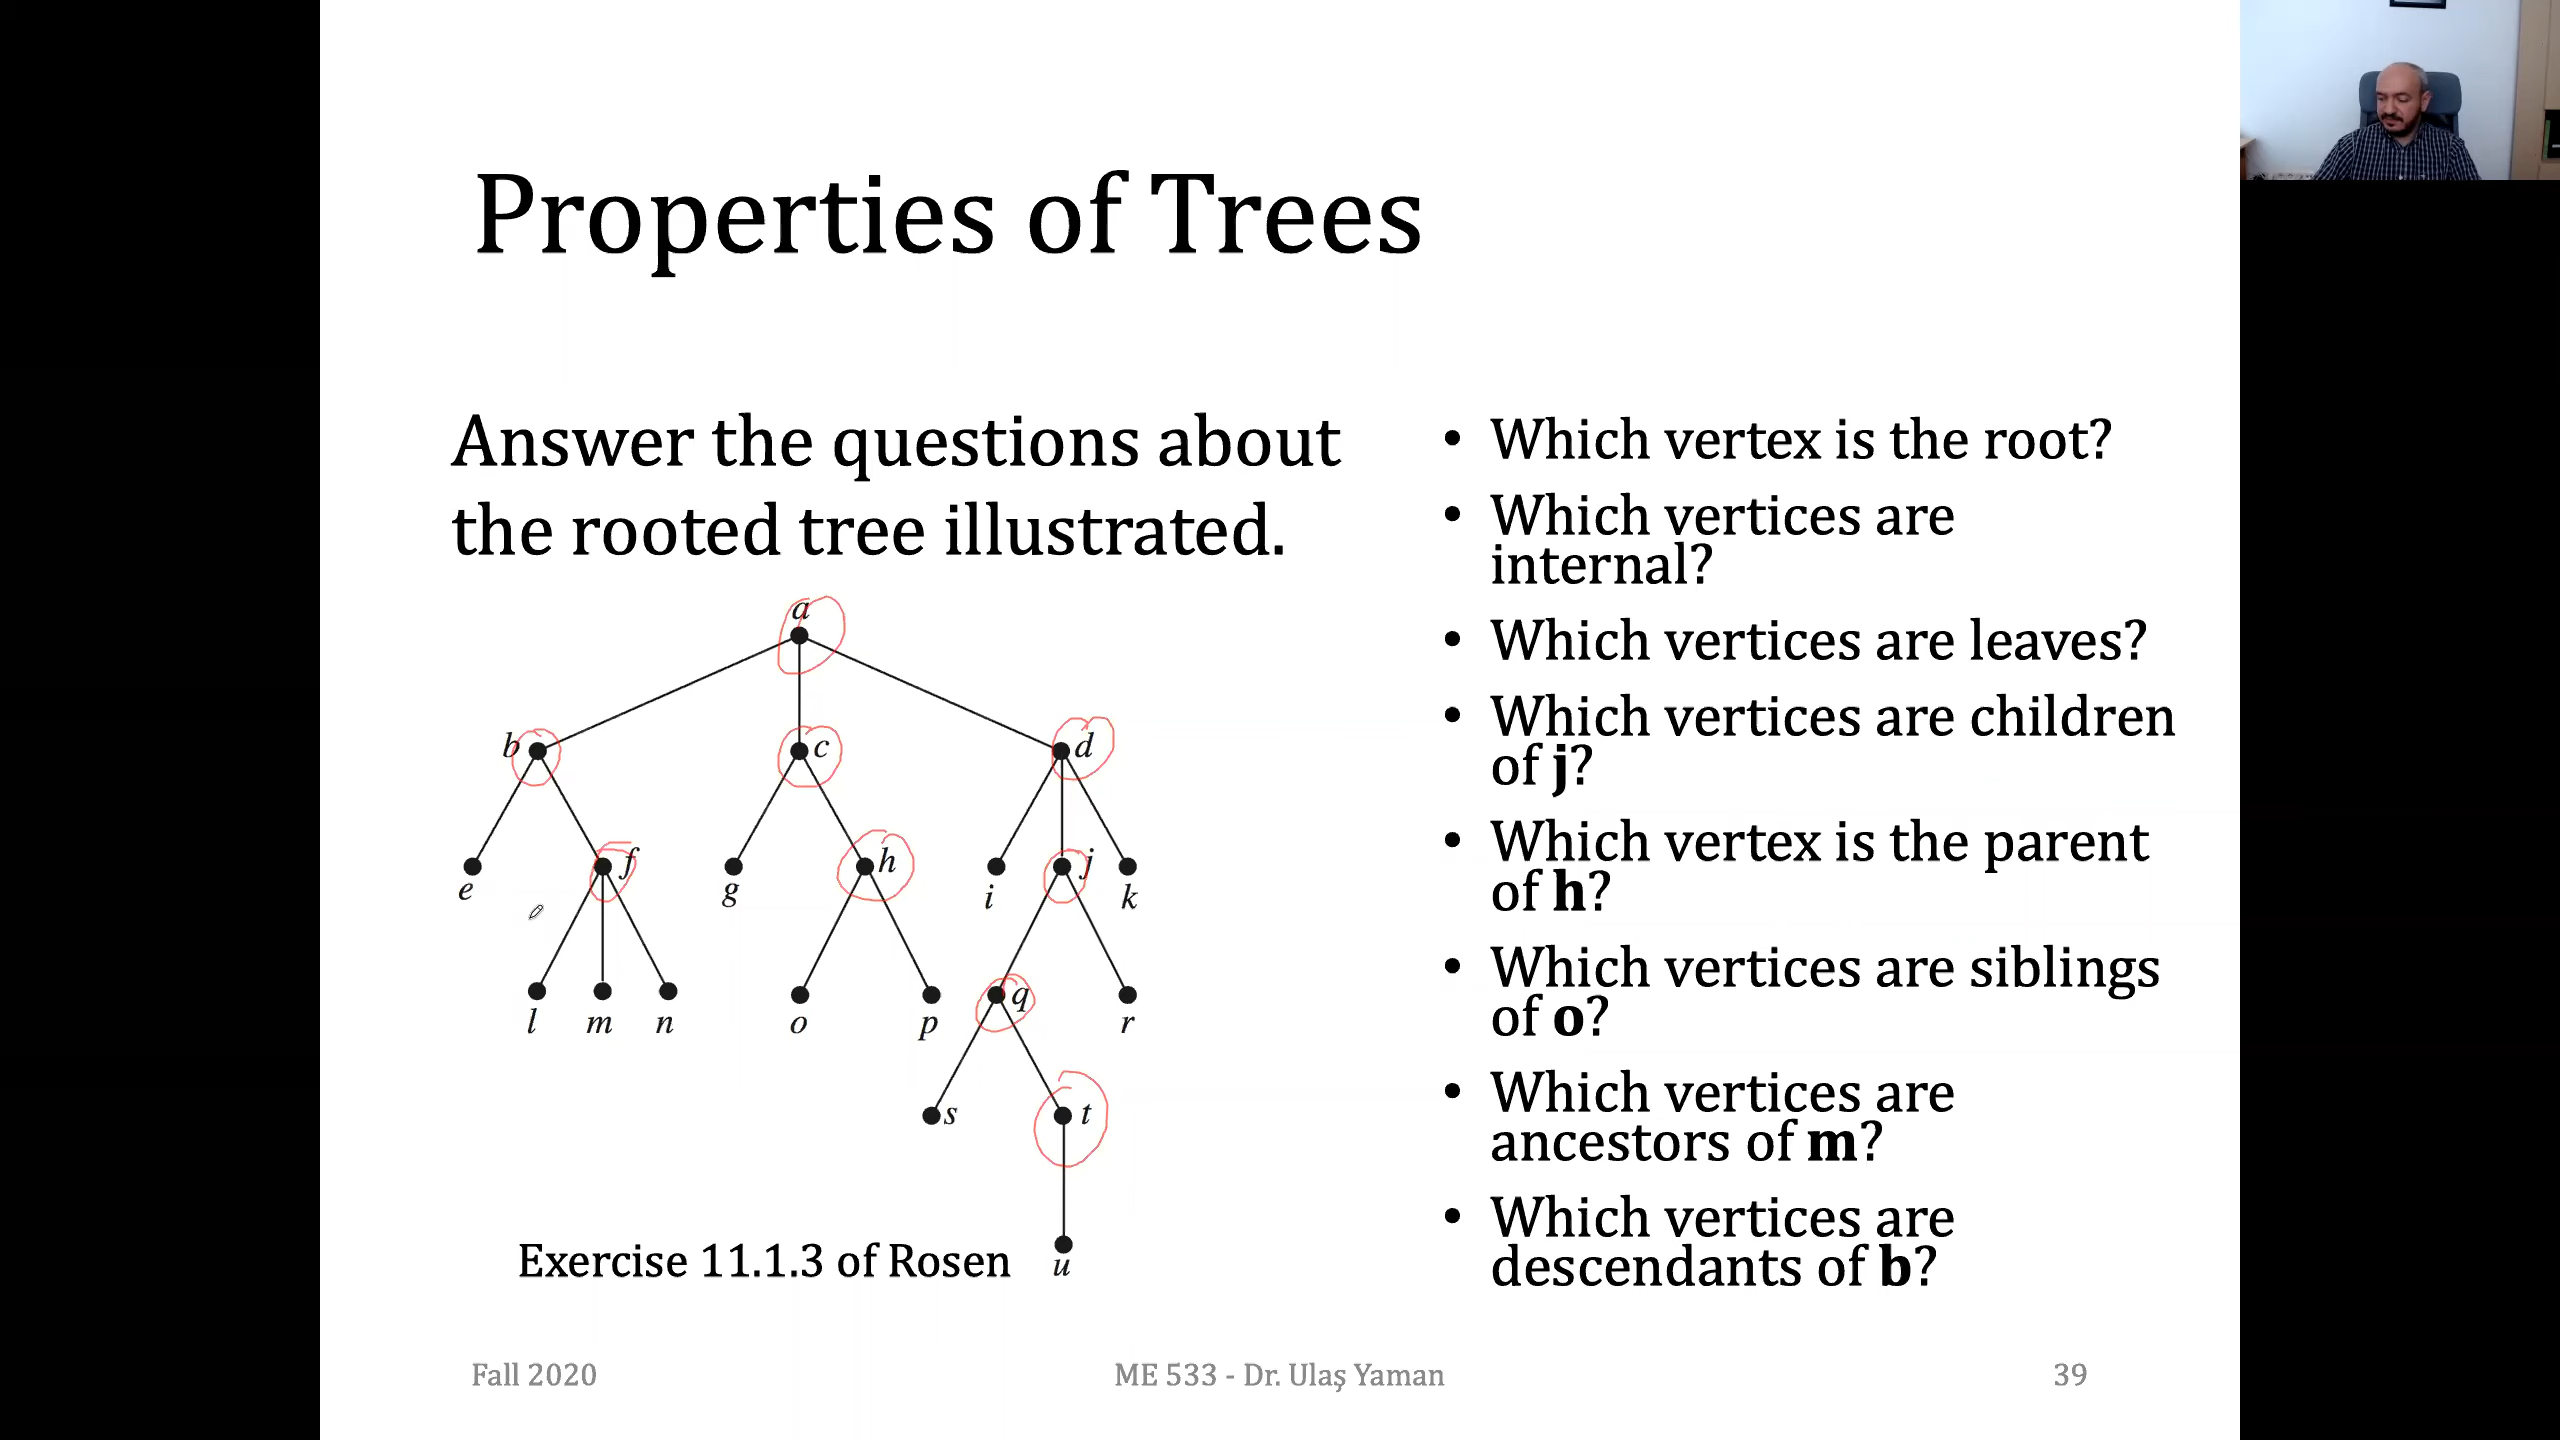 Properties of Trees
Answer the questions about
the rooted tree illustrated.
a
b
c
d
e
f
g
h
i
j
k
l
m
n
o
p
q
r
s
t
u
Exercise 11.1.3 of Rosen
• Which vertex is the root?
• Which vertices are
internal?
• Which vertices are leaves?
• Which vertices are children
of j?
• Which vertex is the parent
of h?
• Which vertices are siblings
of o?
• Which vertices are
ancestors of m?
• Which vertices are
descendants of b?
Fall 2020
ME 533 - Dr. Ulaş Yaman
39